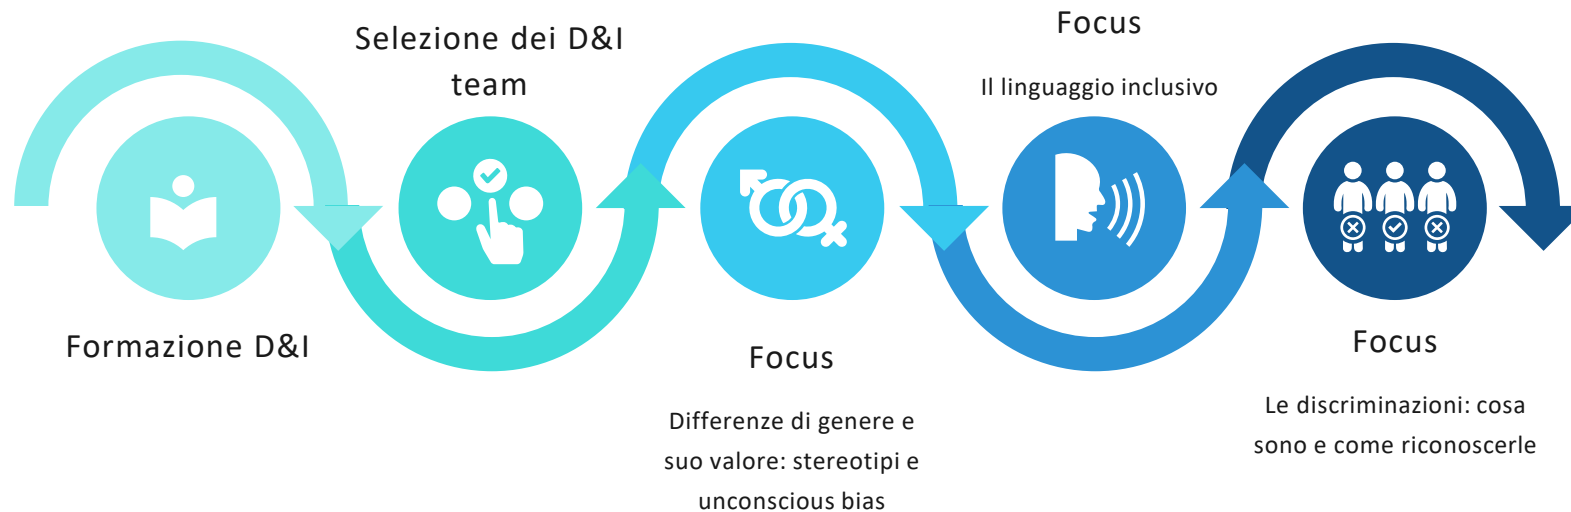 Formazione D&I
Selezione dei D&I
team
Focus
Differenze di genere e
suo valore: stereotipi e
unconscious bias
Focus
Il linguaggio inclusivo
Focus
Le discriminazioni: cosa
sono e come riconoscerle